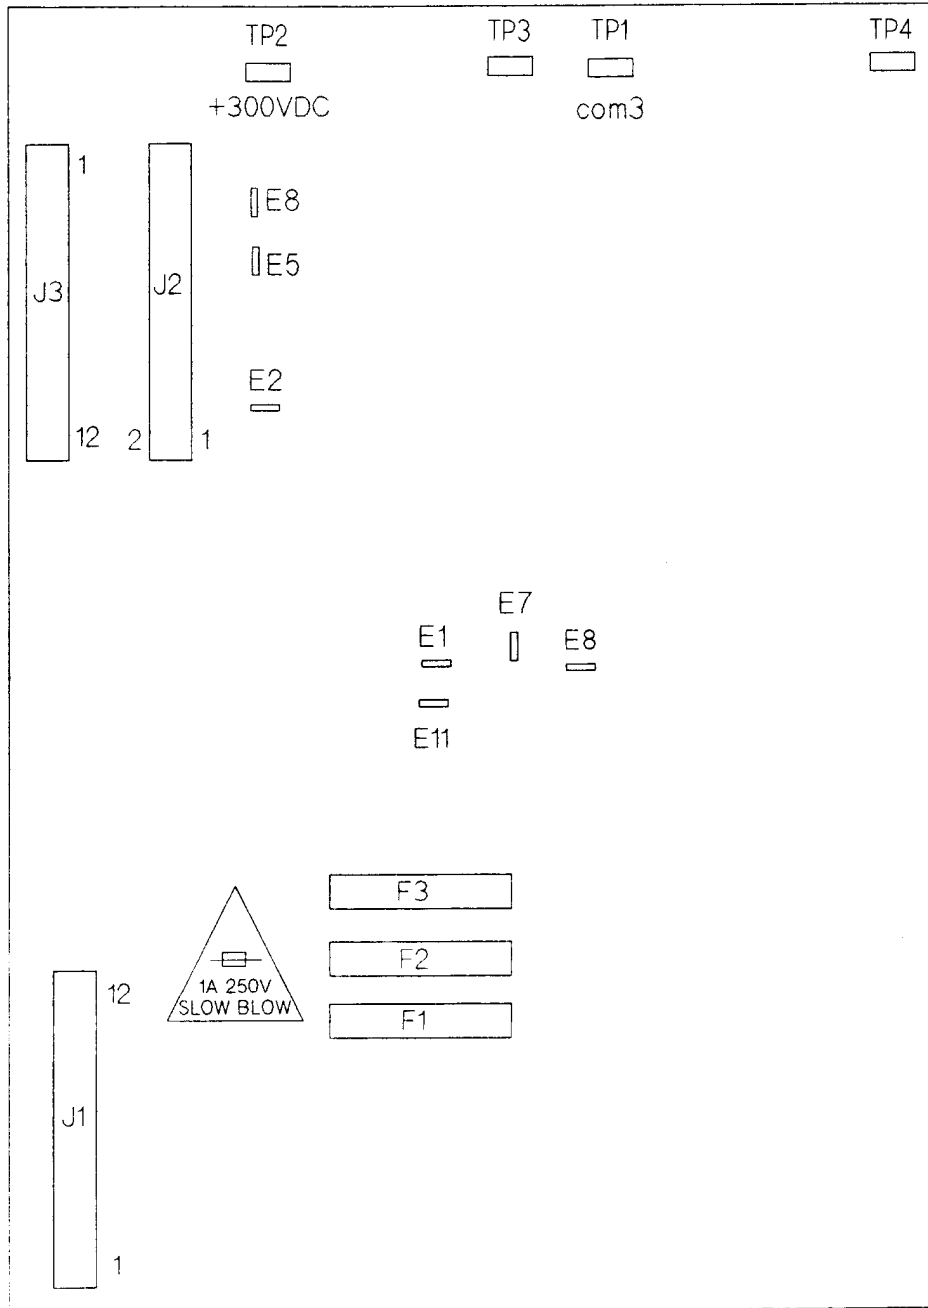 TP2
TP3
TP1
TP4
+300VDC
com3
1
E8
E5
J3
J2
E2
12
2
1
E7
E1
E8
E11
F3
F2
1A 250V
SLOW BLOW
F1
12
J1
1